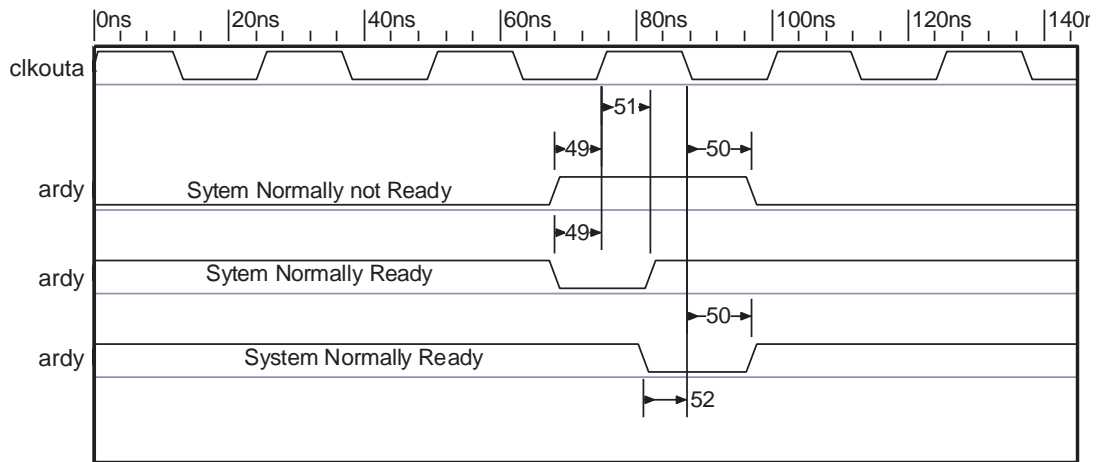 0ns 20ns 40ns 60ns 80ns 100ns 120ns 140n
clkouta
51
49 50
ardy Sytem Normally not Ready
49
ardy Sytem Normally Ready
50
ardy System Normally Ready
52